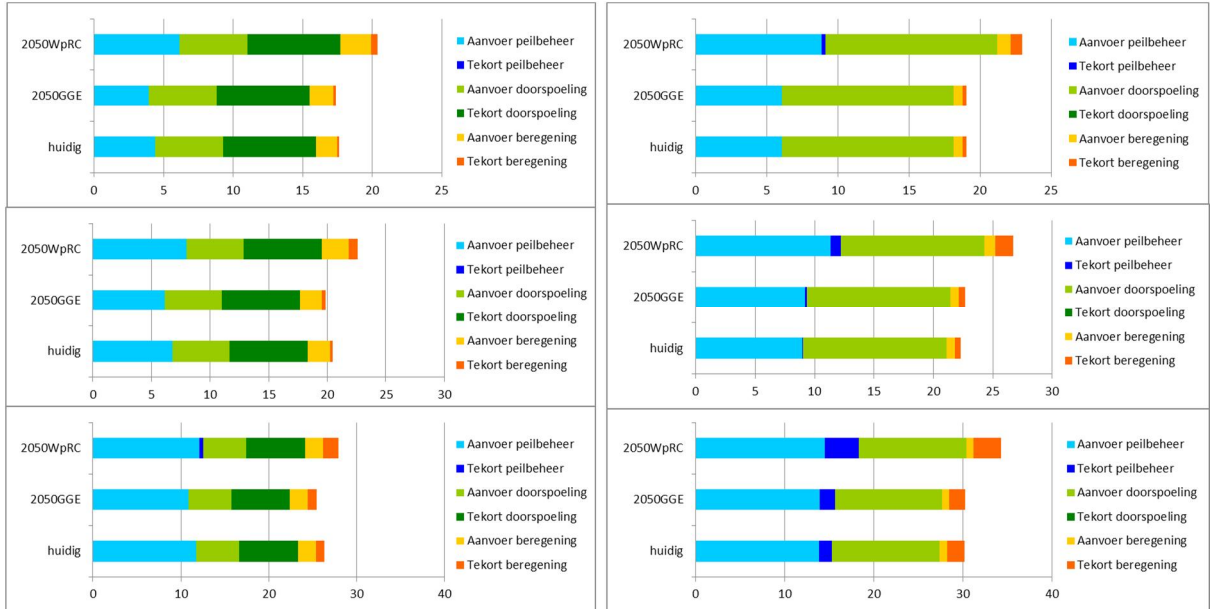 2050WpRC
2050GGE
huidig
0 5 10 15 20 25
Aanvoer peilbeheer
Tekort peilbeheer
Aanvoer doorspoeling
Tekort doorspoeling
Aanvoer beregening
Tekort beregening
2050WpRC
2050GGE
huidig
0 5 10 15 20 25
Aanvoer peilbeheer
Tekort peilbeheer
Aanvoer doorspoeling
Tekort doorspoeling
Aanvoer beregening
Tekort beregening
2050WpRC
2050GGE
huidig
0 5 10 15 20 25 30
Aanvoer peilbeheer
Tekort peilbeheer
Aanvoer doorspoeling
Tekort doorspoeling
Aanvoer beregening
Tekort beregening
2050WpRC
2050GGE
huidig
0 5 10 15 20 25 30
Aanvoer peilbeheer
Tekort peilbeheer
Aanvoer doorspoeling
Tekort doorspoeling
Aanvoer beregening
Tekort beregening
2050WpRC
2050GGE
huidig
0 10 20 30 40
Aanvoer peilbeheer
Tekort peilbeheer
Aanvoer doorspoeling
Tekort doorspoeling
Aanvoer beregening
Tekort beregening
2050WpRC
2050GGE
huidig
0 10 20 30 40
Aanvoer peilbeheer
Tekort peilbeheer
Aanvoer doorspoeling
Tekort doorspoeling
Aanvoer beregening
Tekort beregening